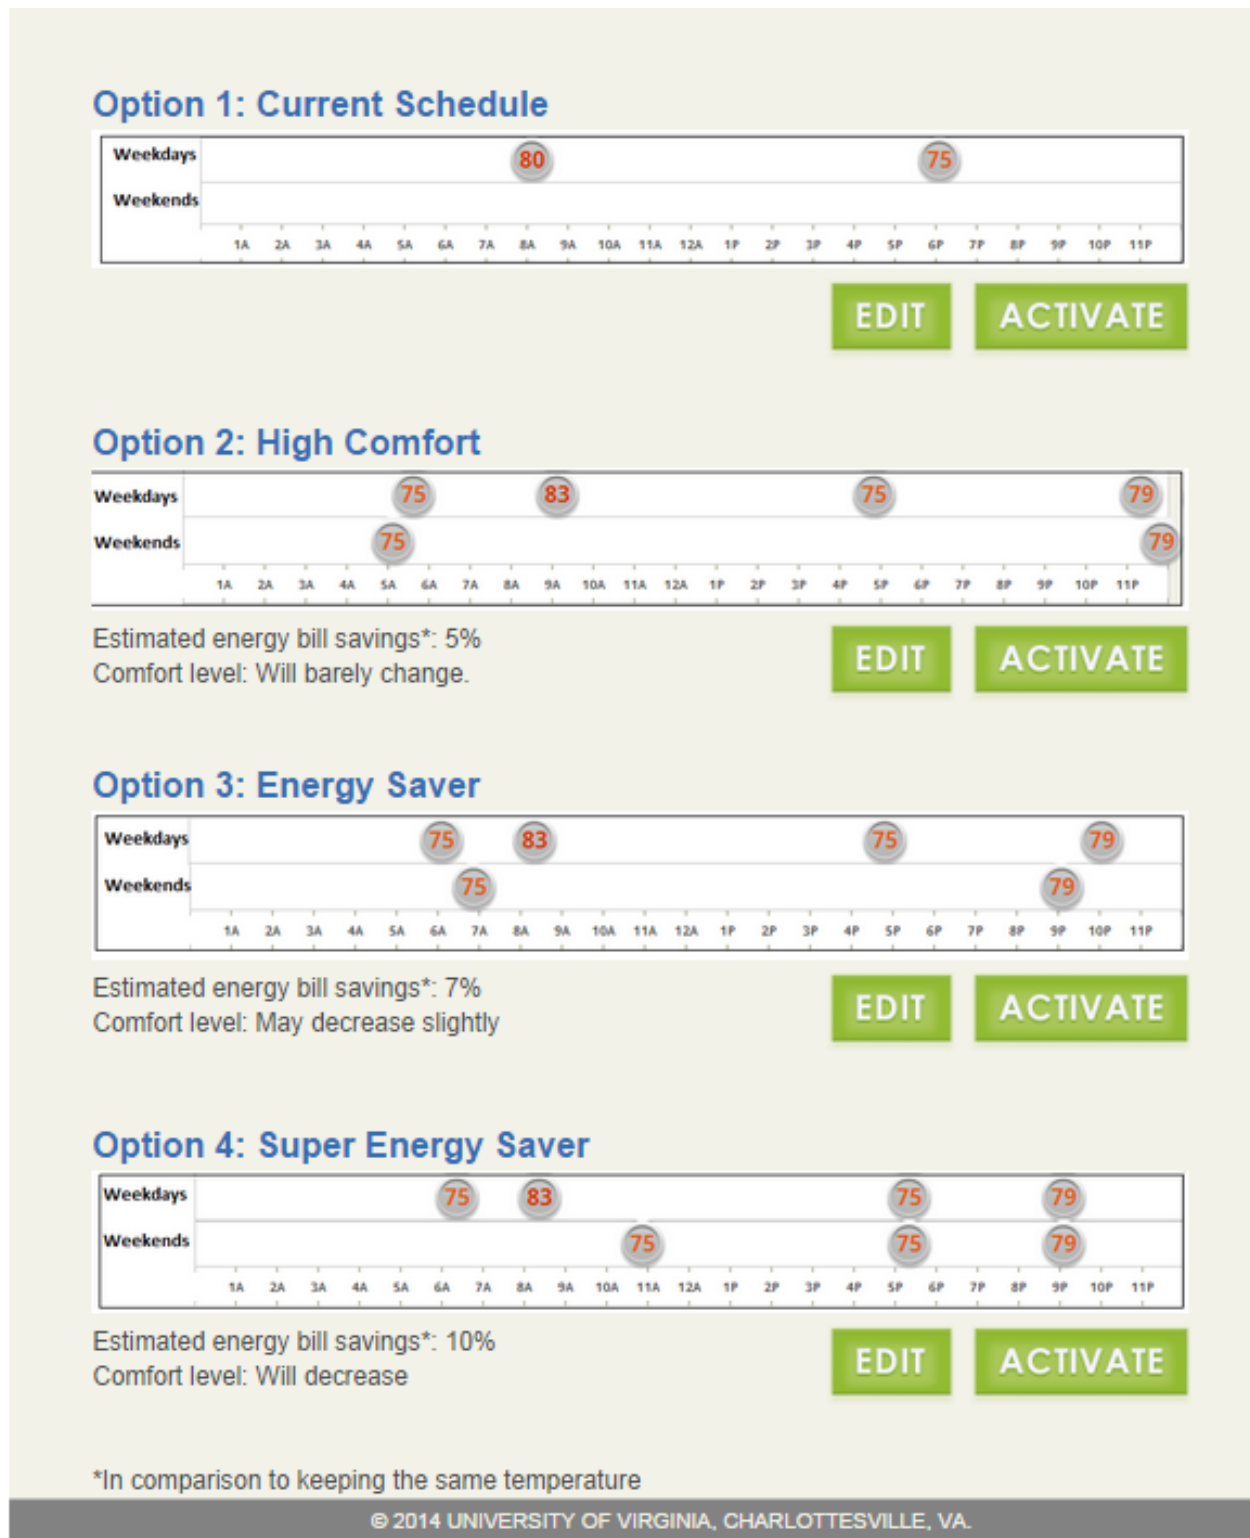 Option 1: Current Schedule
Weekdays 80 75
Weekends
1A 2A 3A 4A 5A 6A 7A 8A 9A 10A 11A 12A 1P 2P 3P 4P 5P 6P 7P 8P 9P 10P 11P
EDIT ACTIVATE
Option 2: High Comfort
Weekdays 75 83 75 79
Weekends 75 79
1A 2A 3A 4A 5A 6A 7A 8A 9A 10A 11A 12A 1P 2P 3P 4P 5P 6P 7P 8P 9P 10P 11P
Estimated energy bill savings*: 5%
Comfort level: Will barely change.
EDIT ACTIVATE
Option 3: Energy Saver
Weekdays 75 83 75 79
Weekends 75 79
1A 2A 3A 4A 5A 6A 7A 8A 9A 10A 11A 12A 1P 2P 3P 4P 5P 6P 7P 8P 9P 10P 11P
Estimated energy bill savings*: 7%
Comfort level: May decrease slightly
EDIT ACTIVATE
Option 4: Super Energy Saver
Weekdays 75 83 75 79
Weekends 75 75 79
1A 2A 3A 4A 5A 6A 7A 8A 9A 10A 11A 12A 1P 2P 3P 4P 5P 6P 7P 8P 9P 10P 11P
Estimated energy bill savings*: 10%
Comfort level: Will decrease
EDIT ACTIVATE
*In comparison to keeping the same temperature
© 2014 UNIVERSITY OF VIRGINIA, CHARLOTTESVILLE, VA.